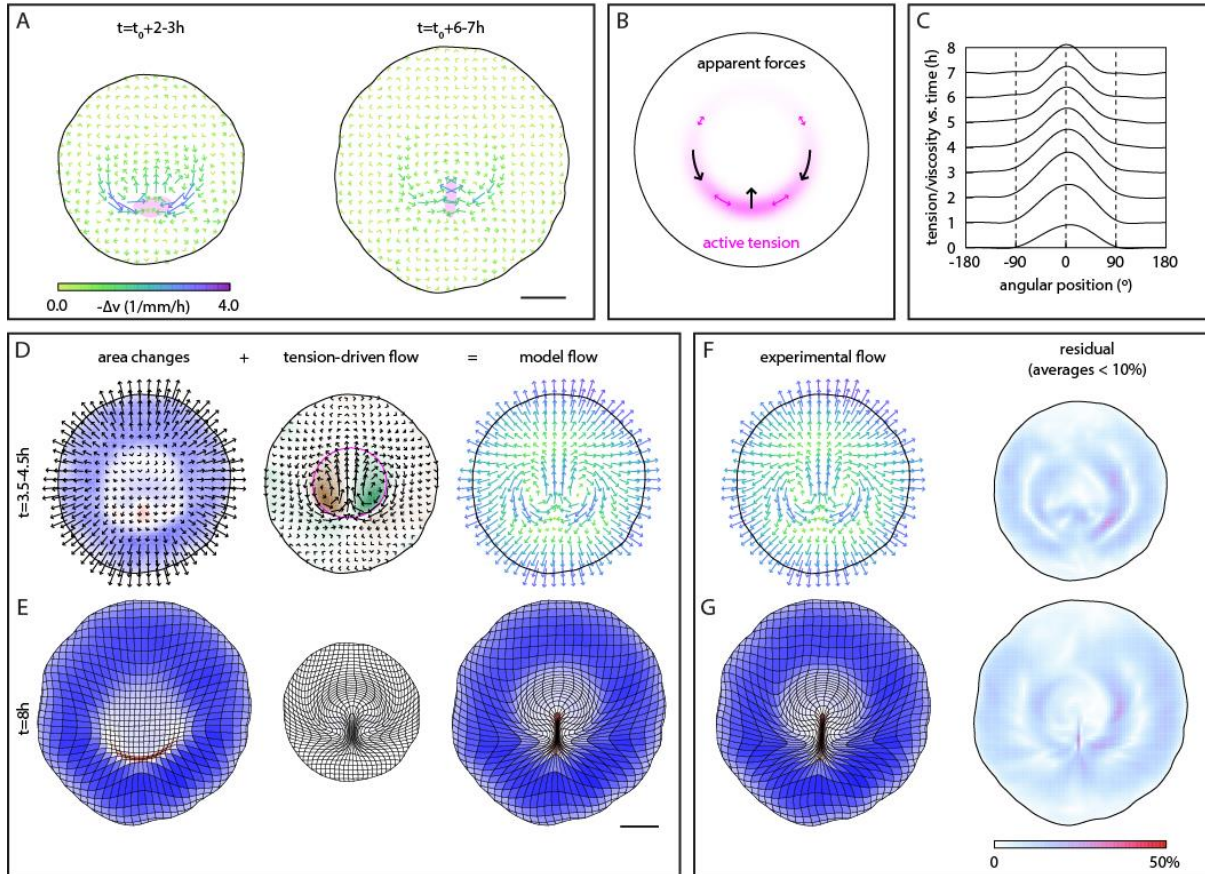 A
t=t₀+2-3h
t=t₀+6-7h
0.0
-Δv (1/mm/h)
4.0
B
apparent forces
active tension
C
tension/viscosity vs. time (h)
8
7
6
5
4
3
2
1
0
-180
-90
0
90
180
angular position (º)
D
area changes
+
tension-driven flow
=
model flow
t=3.5-4.5h
E
t=8h
F
experimental flow
residual
(averages < 10%)
G
0
50%